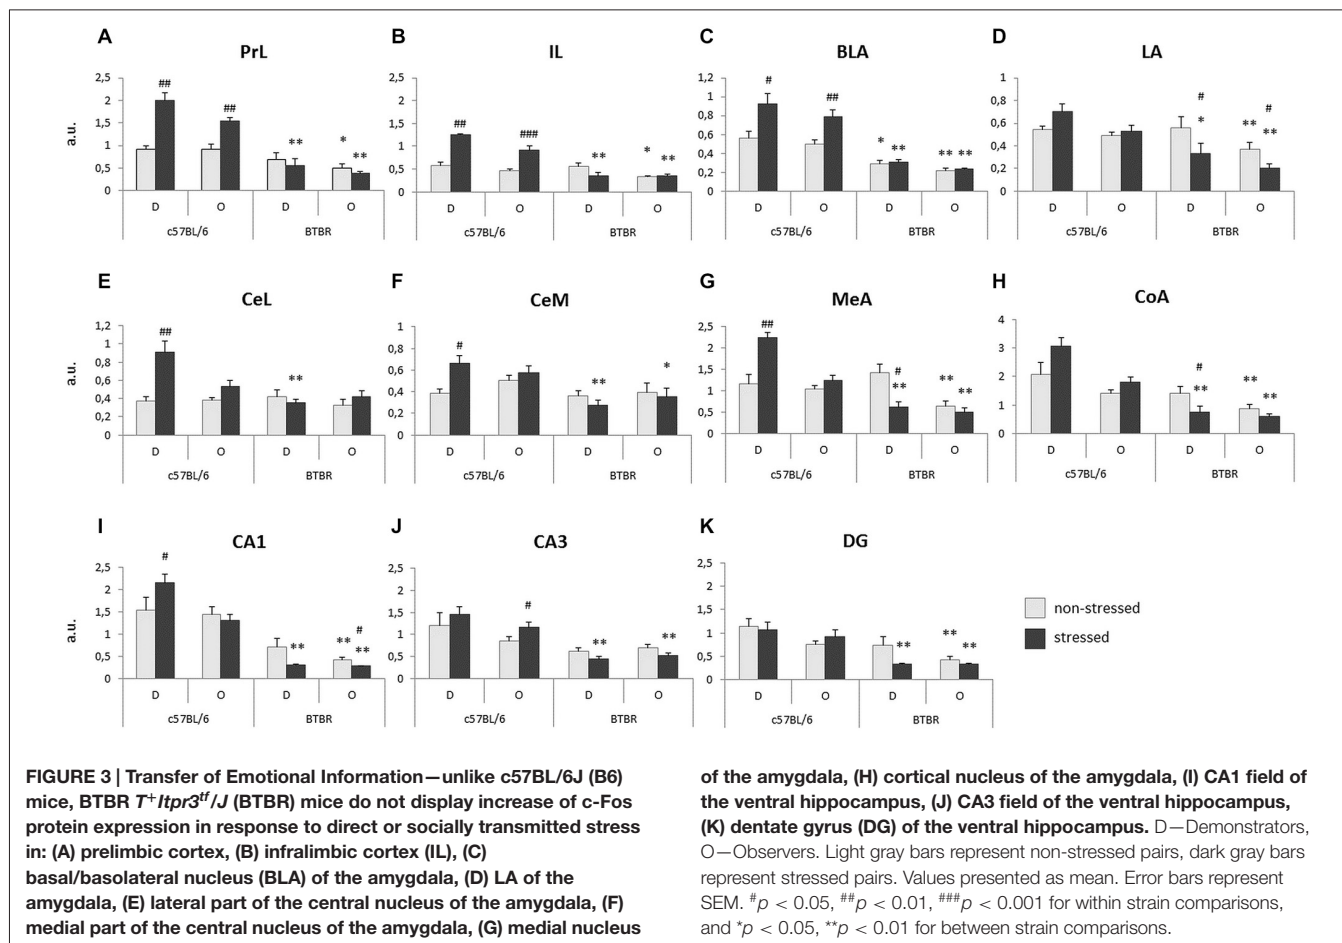 A
PrL
a.u.
2,5
2
1,5
1
0,5
0
##
##
**
*
**
D
O
D
O
c57BL/6
BTBR
B
IL
2,5
2
1,5
1
0,5
0
##
###
**
*
**
D
O
D
O
c57BL/6
BTBR
C
BLA
1,2
1
0,8
0,6
0,4
0,2
0
#
##
*
**
**
**
D
O
D
O
c57BL/6
BTBR
D
LA
1
0,8
0,6
0,4
0,2
0
#
*
**
#
**
D
O
D
O
c57BL/6
BTBR
E
CeL
a.u.
1,2
1
0,8
0,6
0,4
0,2
0
##
**
D
O
D
O
c57BL/6
BTBR
F
CeM
1
0,8
0,6
0,4
0,2
0
#
**
*
D
O
D
O
c57BL/6
BTBR
G
MeA
2,5
2
1,5
1
0,5
0
##
#
**
**
**
D
O
D
O
c57BL/6
BTBR
H
CoA
4
3
2
1
0
#
**
**
**
D
O
D
O
c57BL/6
BTBR
I
CA1
a.u.
2,5
2
1,5
1
0,5
0
#
**
**
#
**
D
O
D
O
c57BL/6
BTBR
J
CA3
2,5
2
1,5
1
0,5
0
#
**
**
D
O
D
O
c57BL/6
BTBR
K
DG
2,5
2
1,5
1
0,5
0
**
**
**
D
O
D
O
c57BL/6
BTBR
non-stressed
stressed
FIGURE 3 | Transfer of Emotional Information—unlike c57BL/6J (B6)
mice, BTBR T+Itpr3tf/J (BTBR) mice do not display increase of c-Fos
protein expression in response to direct or socially transmitted stress
in: (A) prelimbic cortex, (B) infralimbic cortex (IL), (C)
basal/basolateral nucleus (BLA) of the amygdala, (D) LA of the
amygdala, (E) lateral part of the central nucleus of the amygdala, (F)
medial part of the central nucleus of the amygdala, (G) medial nucleus
of the amygdala, (H) cortical nucleus of the amygdala, (I) CA1 field of
the ventral hippocampus, (J) CA3 field of the ventral hippocampus,
(K) dentate gyrus (DG) of the ventral hippocampus. D—Demonstrators,
O—Observers. Light gray bars represent non-stressed pairs, dark gray bars
represent stressed pairs. Values presented as mean. Error bars represent
SEM. #p < 0.05, ##p < 0.01, ###p < 0.001 for within strain comparisons,
and *p < 0.05, **p < 0.01 for between strain comparisons.